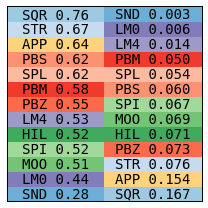 SQR 0.76 SND 0.003
STR 0.67 LM0 0.006
APP 0.64 LM4 0.014
PBS 0.62 PBM 0.050
SPL 0.62 SPL 0.054
PBM 0.58 PBS 0.060
PBZ 0.55 SPI 0.067
LM4 0.53 MOO 0.069
HIL 0.52 HIL 0.071
SPI 0.52 PBZ 0.073
MOO 0.51 STR 0.076
LM0 0.44 APP 0.154
SND 0.28 SQR 0.167